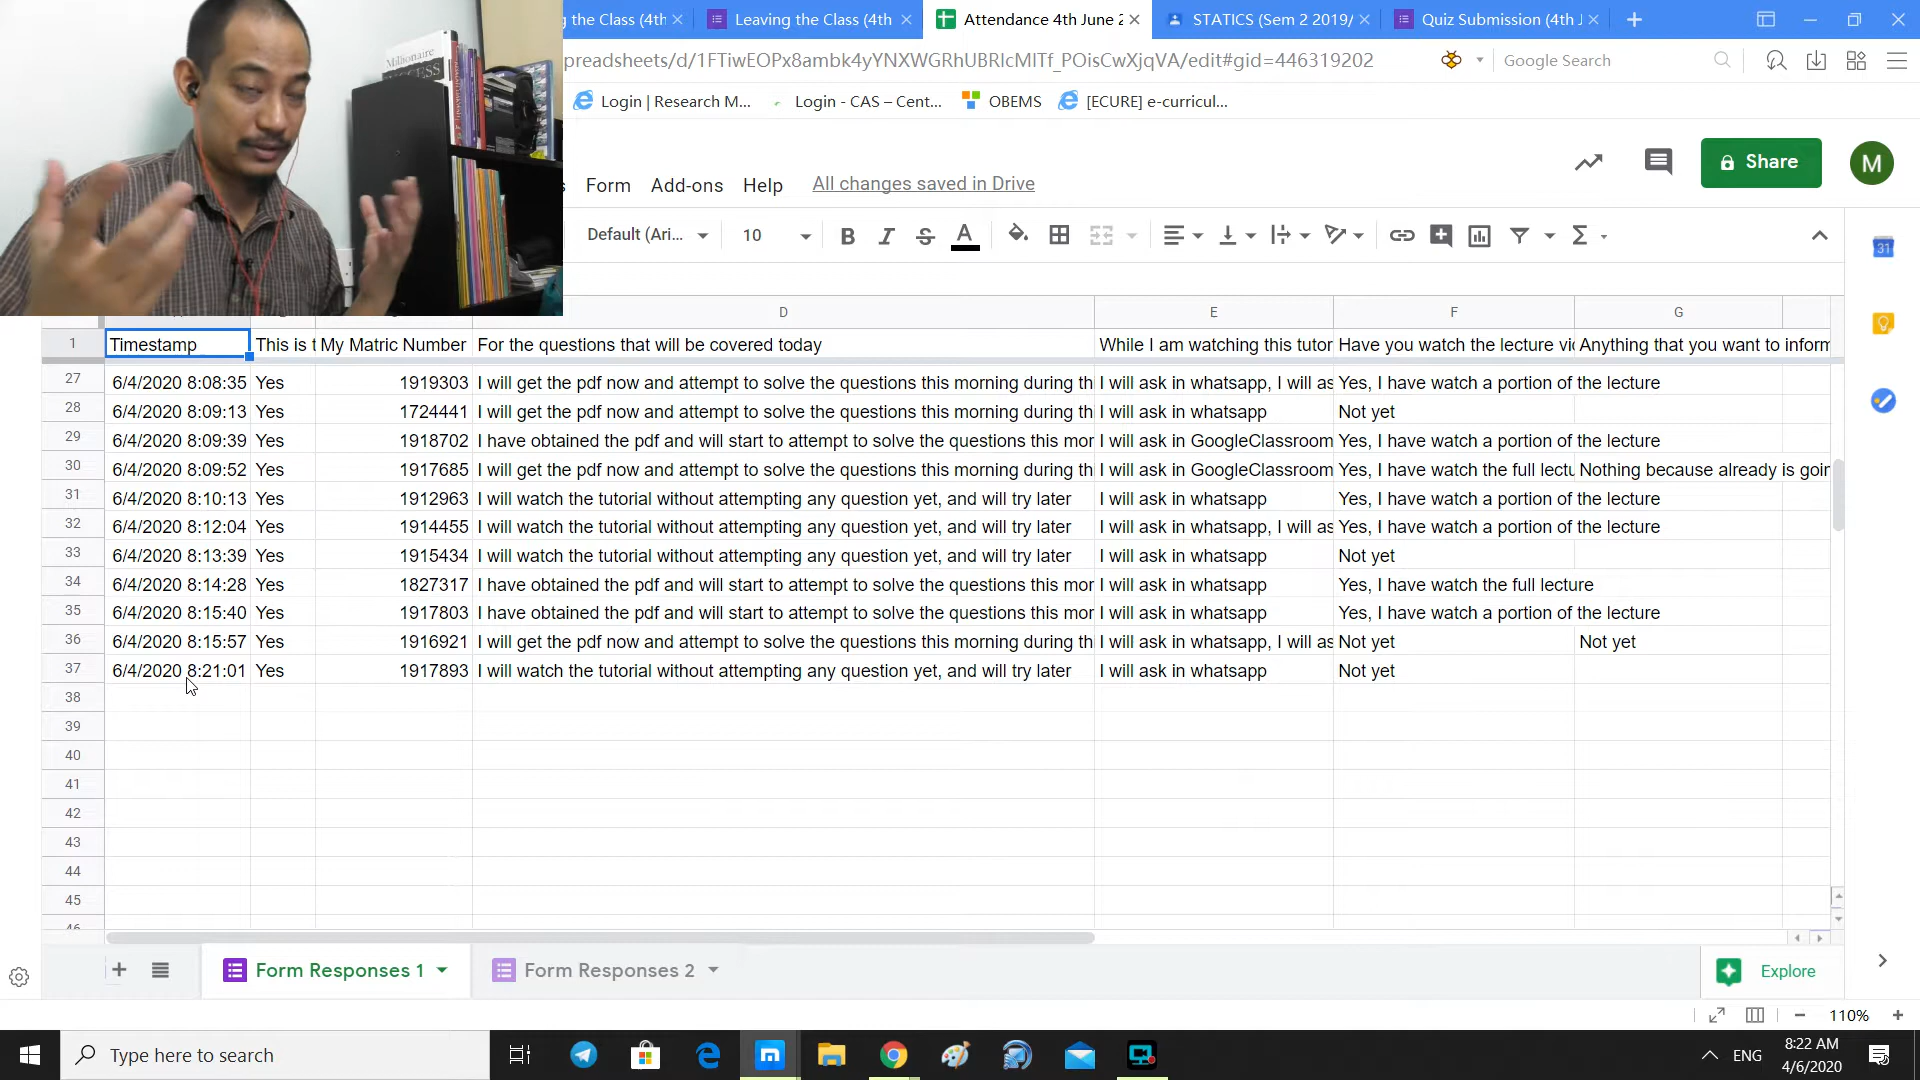 g the Class (4th
Leaving the Class (4th
Attendance 4th June 2
STATICS (Sem 2 2019/
Quiz Submission (4th J
preadsheets/d/1FTiwEOPx8ambk4yYNXWGRhUBRlcMITf_POisCwXjqVA/edit#gid=446319202
Google Search
Login | Research M...
Login - CAS – Cent...
OBEMS
[ECURE] e-curricul...
Millionaire
Form
Add-ons
Help
All changes saved in Drive
Share
M
Default (Ari...
10
B
I
S
A
Σ
31
D
E
F
G
1 Timestamp This is t My Matric Number For the questions that will be covered today While I am watching this tutor Have you watch the lecture vid Anything that you want to inform
27 6/4/2020 8:08:35 Yes 1919303 I will get the pdf now and attempt to solve the questions this morning during th I will ask in whatsapp, I will as Yes, I have watch a portion of the lecture
28 6/4/2020 8:09:13 Yes 1724441 I will get the pdf now and attempt to solve the questions this morning during th I will ask in whatsapp Not yet
29 6/4/2020 8:09:39 Yes 1918702 I have obtained the pdf and will start to attempt to solve the questions this mor I will ask in GoogleClassroom Yes, I have watch a portion of the lecture
30 6/4/2020 8:09:52 Yes 1917685 I will get the pdf now and attempt to solve the questions this morning during th I will ask in GoogleClassroom Yes, I have watch the full lectu Nothing because already is goin
31 6/4/2020 8:10:13 Yes 1912963 I will watch the tutorial without attempting any question yet, and will try later I will ask in whatsapp Yes, I have watch a portion of the lecture
32 6/4/2020 8:12:04 Yes 1914455 I will watch the tutorial without attempting any question yet, and will try later I will ask in whatsapp, I will as Yes, I have watch a portion of the lecture
33 6/4/2020 8:13:39 Yes 1915434 I will watch the tutorial without attempting any question yet, and will try later I will ask in whatsapp Not yet
34 6/4/2020 8:14:28 Yes 1827317 I have obtained the pdf and will start to attempt to solve the questions this mor I will ask in whatsapp Yes, I have watch the full lecture
35 6/4/2020 8:15:40 Yes 1917803 I have obtained the pdf and will start to attempt to solve the questions this mor I will ask in whatsapp Yes, I have watch a portion of the lecture
36 6/4/2020 8:15:57 Yes 1916921 I will get the pdf now and attempt to solve the questions this morning during th I will ask in whatsapp, I will as Not yet Not yet
37 6/4/2020 8:21:01 Yes 1917893 I will watch the tutorial without attempting any question yet, and will try later I will ask in whatsapp Not yet
38
39
40
41
42
43
44
45
46
Form Responses 1
Form Responses 2
Explore
110%
Type here to search
ENG
8:22 AM
4/6/2020